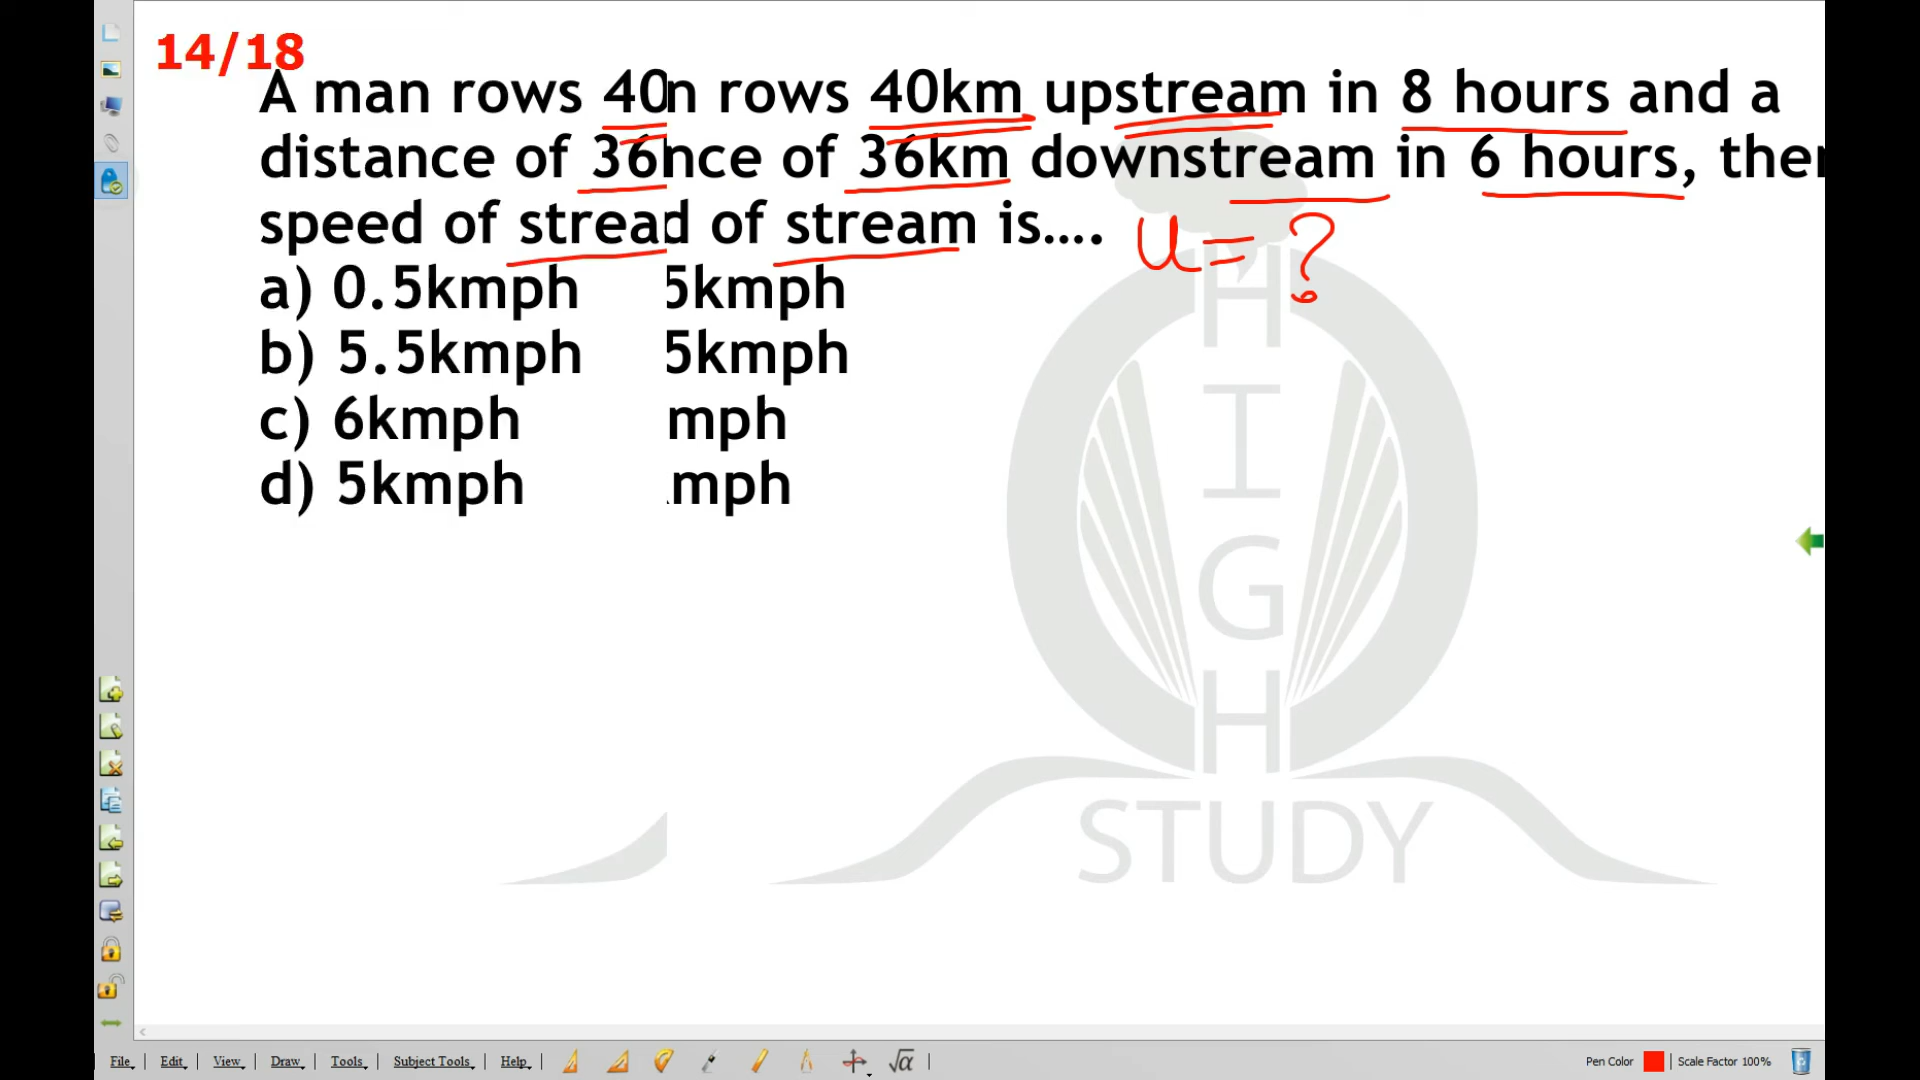 14/18
A man rows 40n rows 40km upstream in 8 hours and a
distance of 36nce of 36km downstream in 6 hours, then
speed of stread of stream is.... u = ?
a) 0.5kmph 5kmph
b) 5.5kmph 5kmph
c) 6kmph mph
d) 5kmph mph
HIGH
STUDY
File Edit View Draw Tools Subject Tools Help √α Pen Color Scale Factor 100%